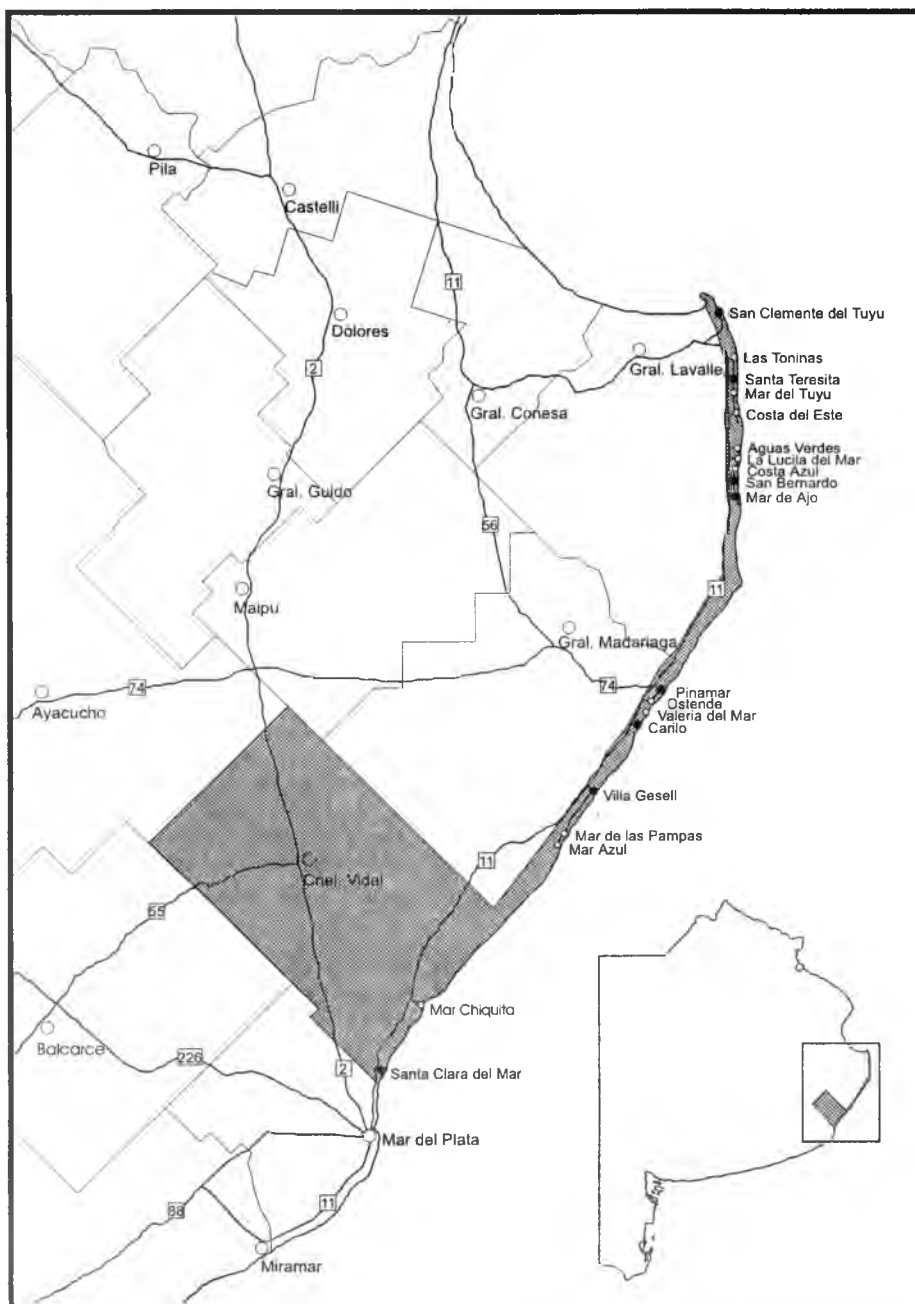 Pila
Castelli
11
San Clemente del Tuyu
Dolores
2
Gral. Lavalle
Las Toninas
Santa Teresita
Mar del Tuyu
Gral. Conesa
Costa del Este
Aguas Verdes
La Lucila del Mar
Costa Azul
San Bernardo
Mar de Ajo
Gral. Guido
56
Maipu
11
Gral. Madariaga
74
74
Ayacucho
Pinamar
Ostende
Valeria del Mar
Carilo
Villa Gesell
Mar de las Pampas
Mar Azul
11
Cnel. Vidal
55
Mar Chiquita
Balcarce
226
2
Santa Clara del Mar
Mar del Plata
11
88
Miramar